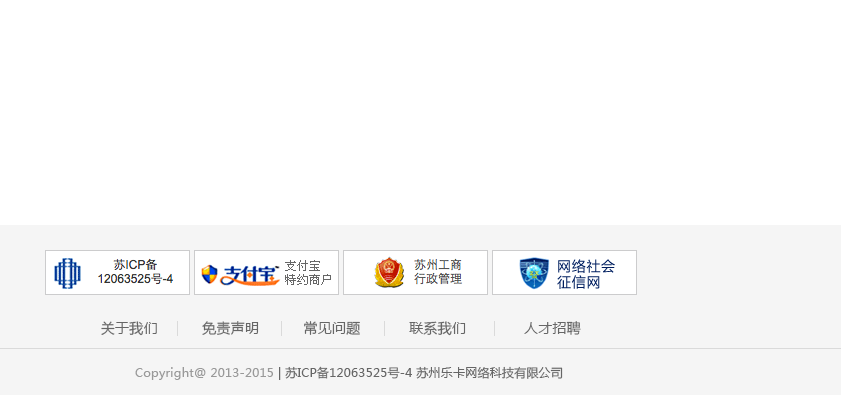 苏ICP备
12063525号-4
支付宝 支付宝
特约商户
苏州工商
行政管理
网络社会
征信网
关于我们 免责声明 常见问题 联系我们 人才招聘
Copyright@ 2013-2015 | 苏ICP备12063525号-4 苏州乐卡网络科技有限公司